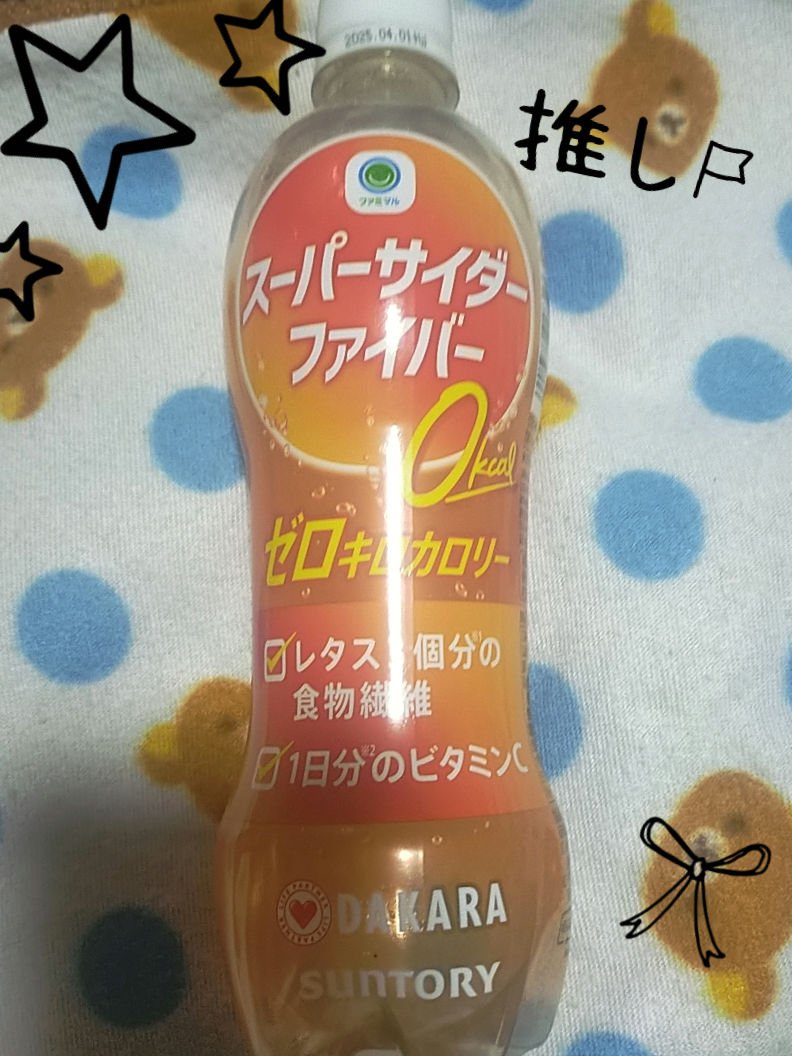 2025.04.01
推し
ファミマル
スーパーサイダー
ファイバー
0kcal
ゼロキロカロリー
レタス 個分※1の
食物繊維
1日分※2のビタミンC
DAKARA
SUNTORY